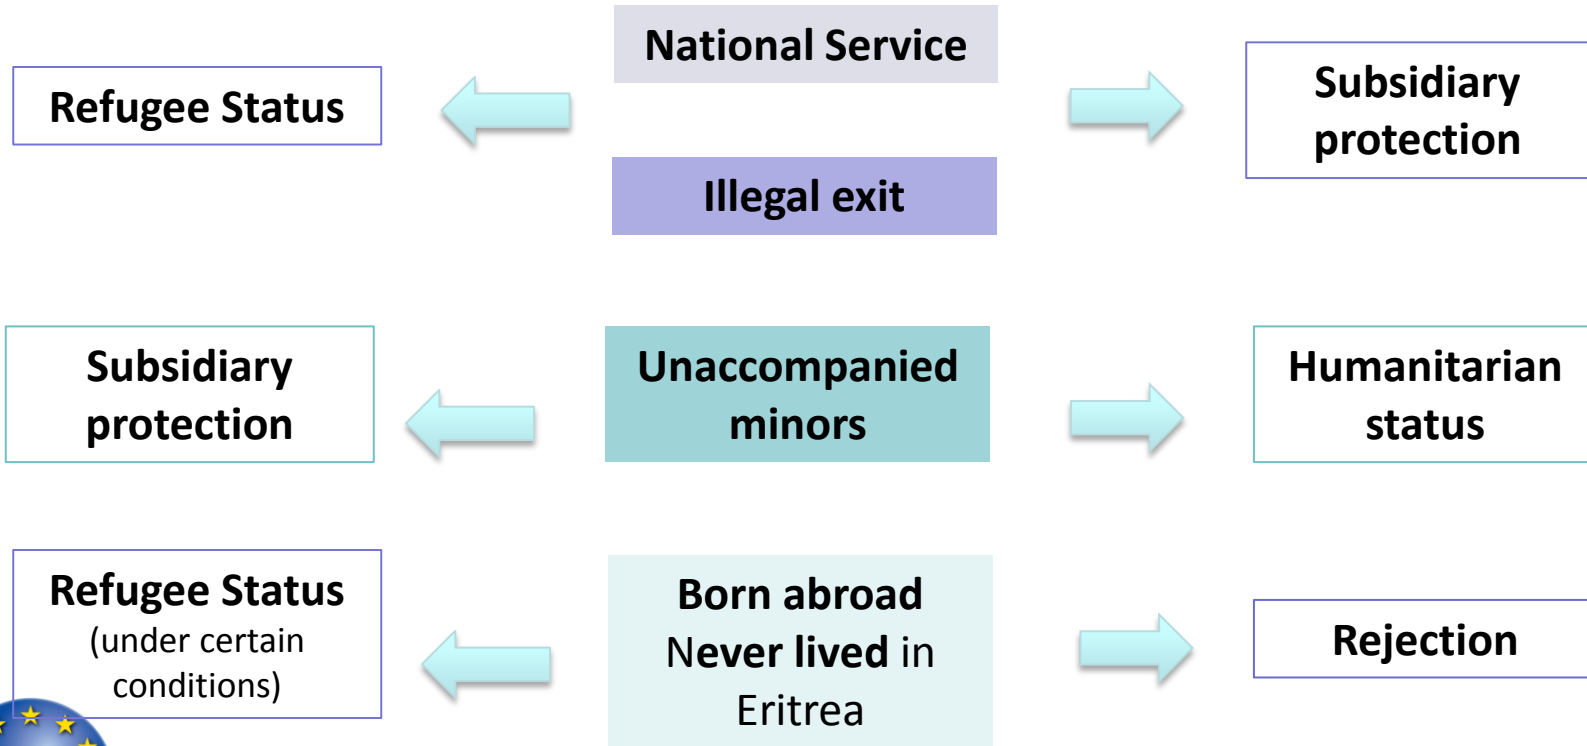 National Service
Refugee Status
Subsidiary
protection
Illegal exit
Subsidiary
protection
Unaccompanied
minors
Humanitarian
status
Refugee Status
(under certain
conditions)
Born abroad
Never lived in
Eritrea
Rejection